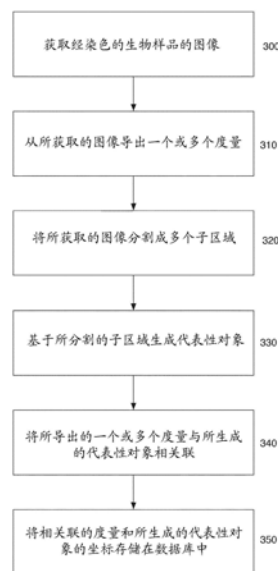 获取经染色的生物样品的图像
300
从所获取的图像导出一个或多个度量
310
将所获取的图像分割成多个子区域
320
基于所分割的子区域生成代表性对象
330
将所导出的一个或多个度量与所生成
的代表性对象相关联
340
将相关联的度量和所生成的代表性对
象的坐标存储在数据库中
350